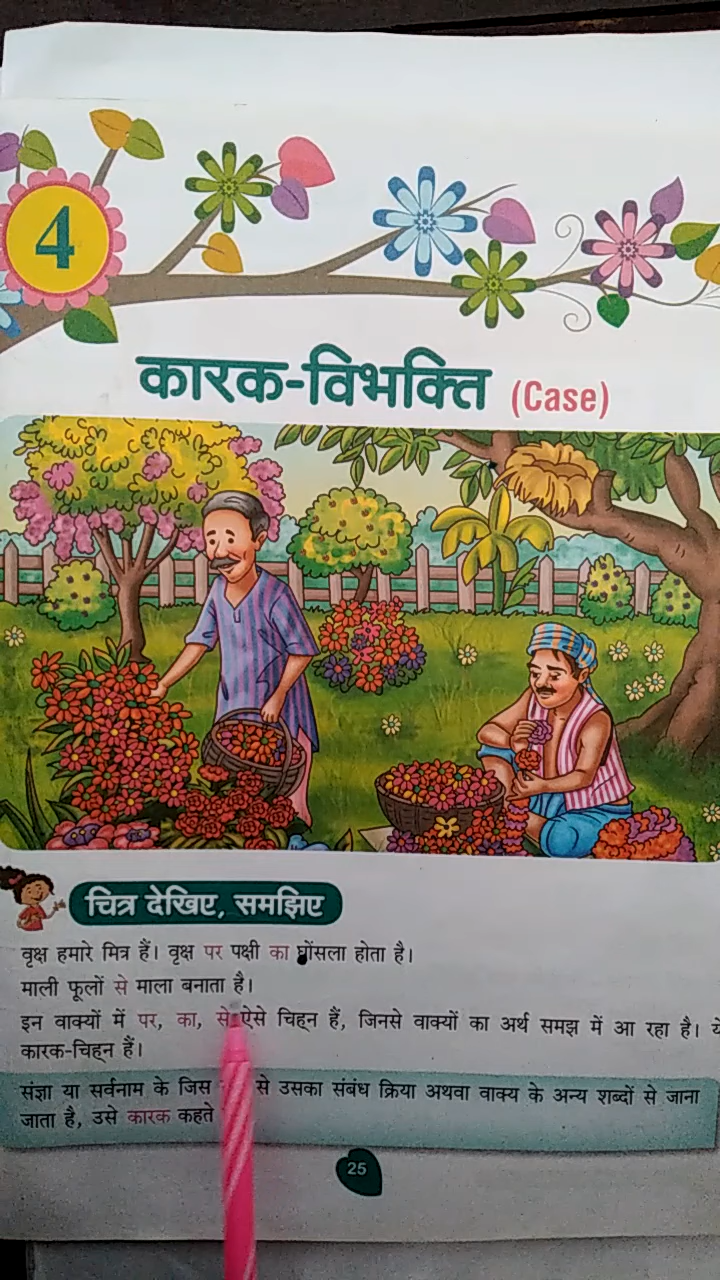 4
कारक-विभक्ति (Case)
चित्र देखिए, समझिए
वृक्ष हमारे मित्र हैं। वृक्ष पर पक्षी का घोंसला होता है।
माली फूलों से माला बनाता है।
इन वाक्यों में पर, का, से ऐसे चिह्न हैं, जिनसे वाक्यों का अर्थ समझ में आ रहा है। ये
कारक-चिह्न हैं।
संज्ञा या सर्वनाम के जिस से उसका संबंध क्रिया अथवा वाक्य के अन्य शब्दों से जाना
जाता है, उसे कारक कहते
25